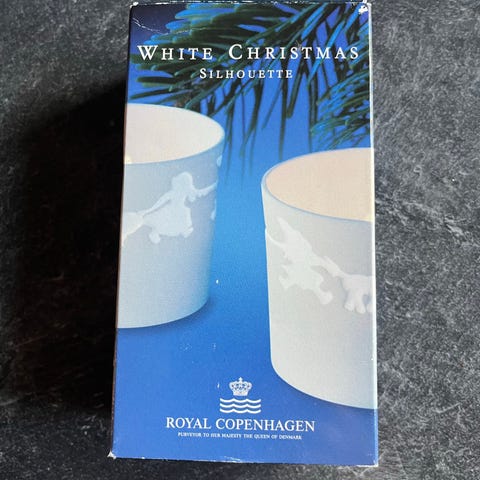 WHITE CHRISTMAS
SILHOUETTE
ROYAL COPENHAGEN
PURVEYOR TO HER MAJESTY THE QUEEN OF DENMARK